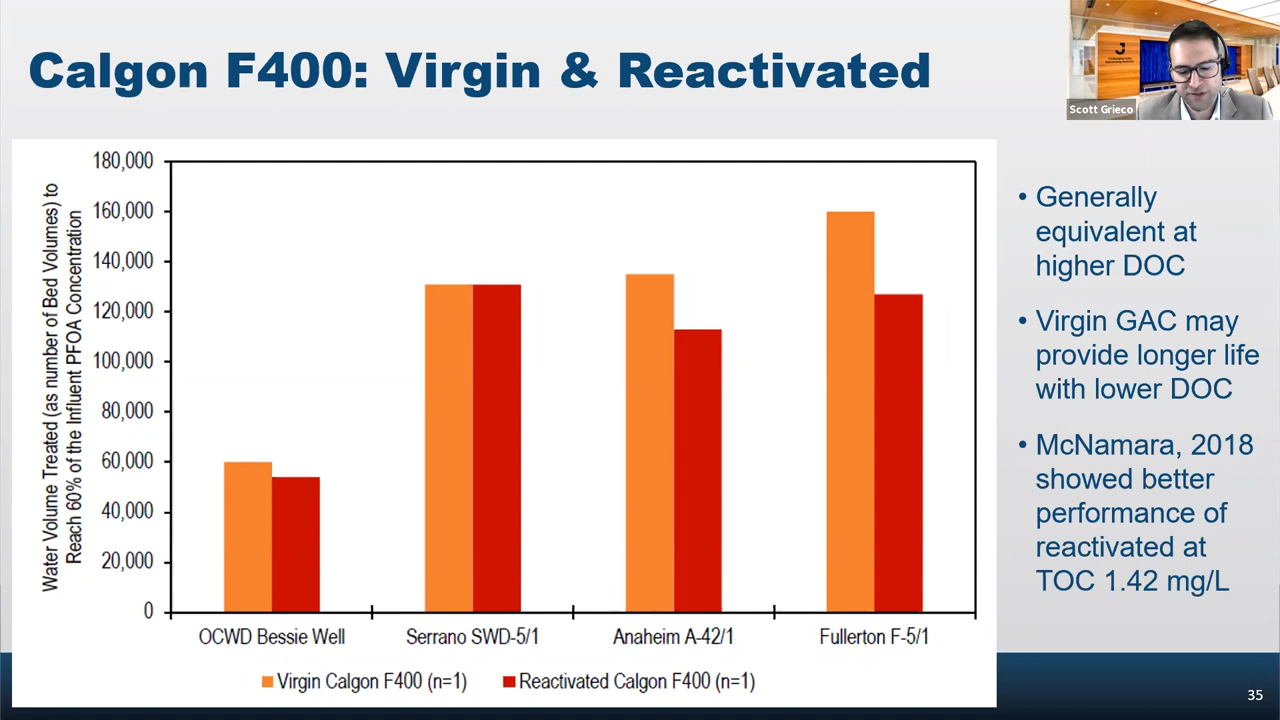 Calgon F400: Virgin & Reactivated
Scott Grieco
Water Volume Treated (as number of Bed Volumes) to
Reach 60% of the Influent PFOA Concentration
180,000
160,000
140,000
120,000
100,000
80,000
60,000
40,000
20,000
0
OCWD Bessie Well
Serrano SWD-5/1
Anaheim A-42/1
Fullerton F-5/1
Virgin Calgon F400 (n=1)
Reactivated Calgon F400 (n=1)
• Generally
equivalent at
higher DOC
• Virgin GAC may
provide longer life
with lower DOC
• McNamara, 2018
showed better
performance of
reactivated at
TOC 1.42 mg/L
35